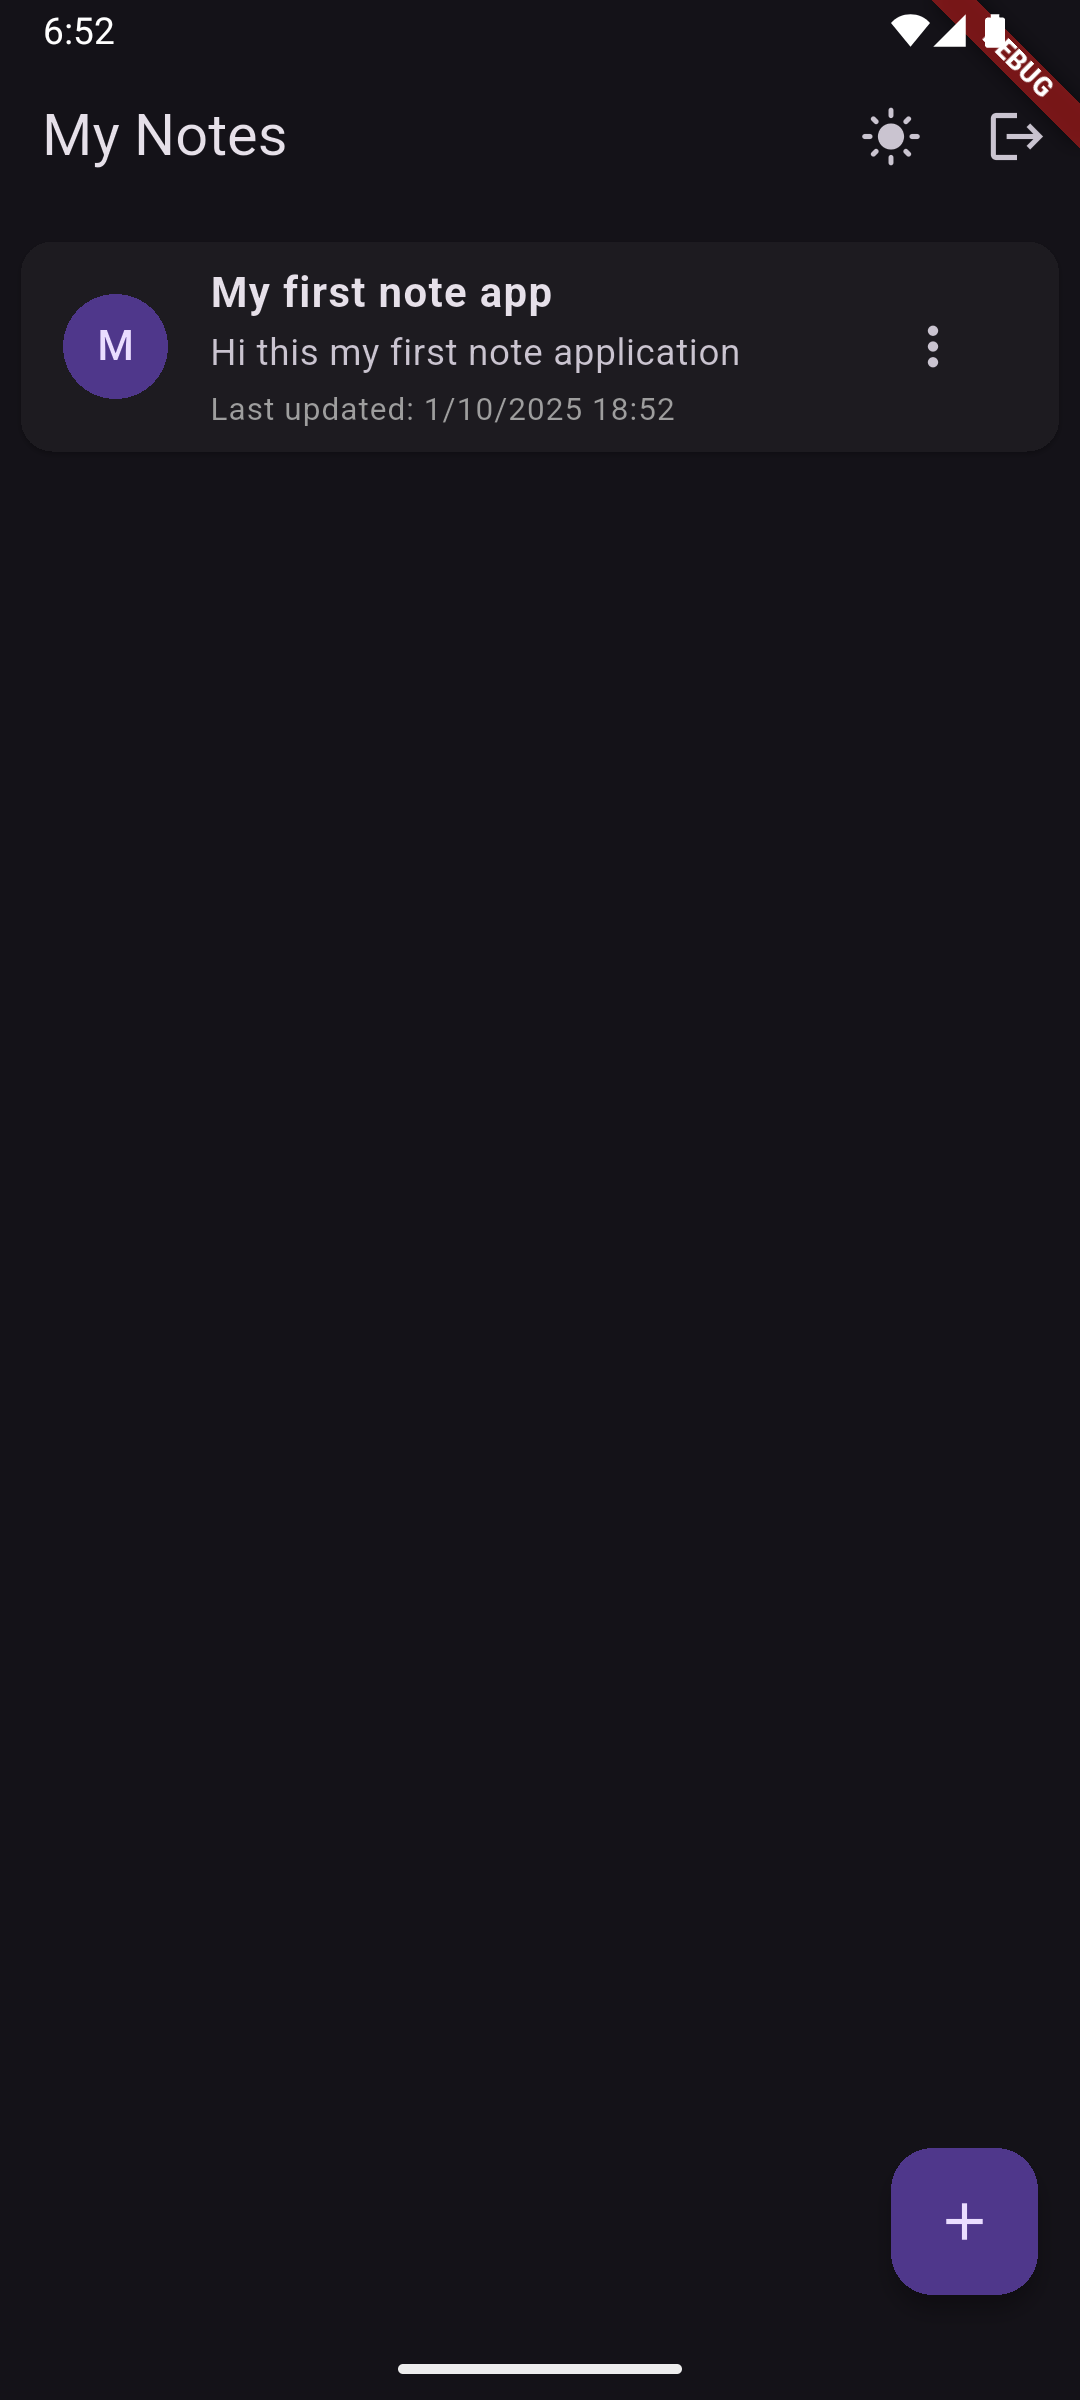 6:52
DEBUG
My Notes
M
My first note app
Hi this my first note application
Last updated: 1/10/2025 18:52